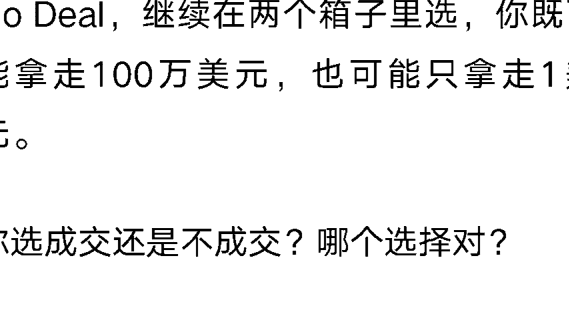 o Deal，继续在两个箱子里选，你既
能拿走100万美元，也可能只拿走1美
元。
你选成交还是不成交？哪个选择对？